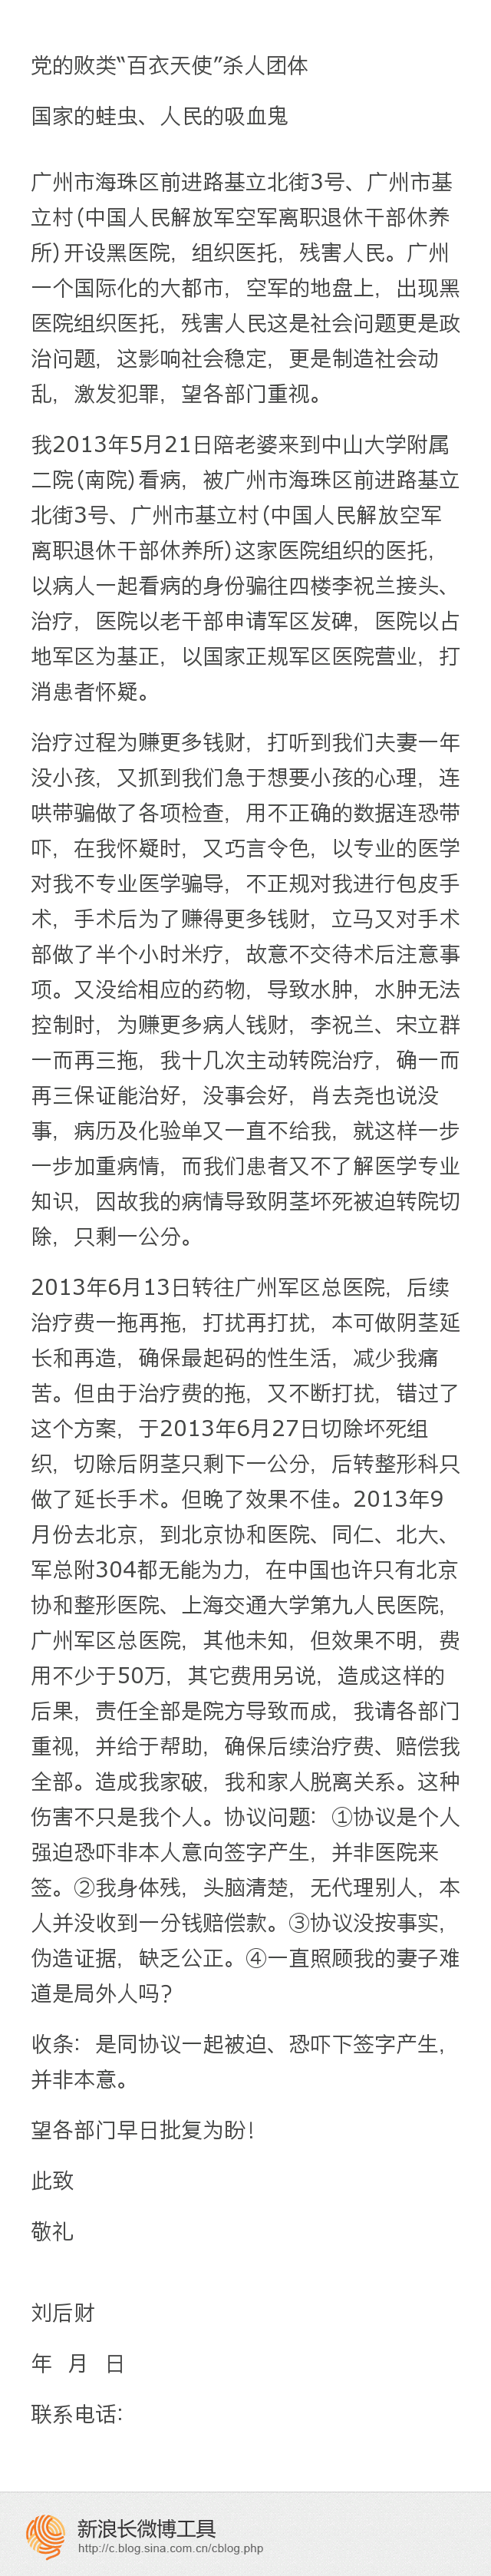 党的败类“百衣天使”杀人团体
国家的蛙虫、人民的吸血鬼
广州市海珠区前进路基立北街3号、广州市基
立村(中国人民解放军空军离职退休干部休养
所)开设黑医院，组织医托，残害人民。广州
一个国际化的大都市，空军的地盘上，出现黑
医院组织医托，残害人民这是社会问题更是政
治问题，这影响社会稳定，更是制造社会动
乱，激发犯罪，望各部门重视。
我2013年5月21日陪老婆来到中山大学附属
二院(南院)看病，被广州市海珠区前进路基立
北街3号、广州市基立村(中国人民解放空军
离职退休干部休养所)这家医院组织的医托，
以病人一起看病的身份骗往四楼李祝兰接头、
治疗，医院以老干部申请军区发碑，医院以占
地军区为基正，以国家正规军区医院营业，打
消患者怀疑。
治疗过程为赚更多钱财，打听到我们夫妻一年
没小孩，又抓到我们急于想要小孩的心理，连
哄带骗做了各项检查，用不正确的数据连恐带
吓，在我怀疑时，又巧言令色，以专业的医学
对我不专业医学骗导，不正规对我进行包皮手
术，手术后为了赚得更多钱财，立马又对手术
部做了半个小时米疗，故意不交待术后注意事
项。又没给相应的药物，导致水肿，水肿无法
控制时，为赚更多病人钱财，李祝兰、宋立群
一而再三拖，我十几次主动转院治疗，确一而
再三保证能治好，没事会好，肖去尧也说没
事，病历及化验单又一直不给我，就这样一步
一步加重病情，而我们患者又不了解医学专业
知识，因故我的病情导致阴茎坏死被迫转院切
除，只剩一公分。
2013年6月13日转往广州军区总医院，后续
治疗费一拖再拖，打扰再打扰，本可做阴茎延
长和再造，确保最起码的性生活，减少我痛
苦。但由于治疗费的拖，又不断打扰，错过了
这个方案，于2013年6月27日切除坏死组
织，切除后阴茎只剩下一公分，后转整形科只
做了延长手术。但晚了效果不佳。2013年9
月份去北京，到北京协和医院、同仁、北大、
军总附304都无能为力，在中国也许只有北京
协和整形医院、上海交通大学第九人民医院，
广州军区总医院，其他未知，但效果不明，费
用不少于50万，其它费用另说，造成这样的
后果，责任全部是院方导致而成，我请各部门
重视，并给于帮助，确保后续治疗费、赔偿我
全部。造成我家破，我和家人脱离关系。这种
伤害不只是我个人。协议问题：①协议是个人
强迫恐吓非本人意向签字产生，并非医院来
签。②我身体残，头脑清楚，无代理别人，本
人并没收到一分钱赔偿款。③协议没按事实，
伪造证据，缺乏公正。④一直照顾我的妻子难
道是局外人吗？
收条：是同协议一起被迫、恐吓下签字产生，
并非本意。
望各部门早日批复为盼！
此致
敬礼
刘后财
年 月 日
联系电话：
新浪长微博工具
http://c.blog.sina.com.cn/cblog.php